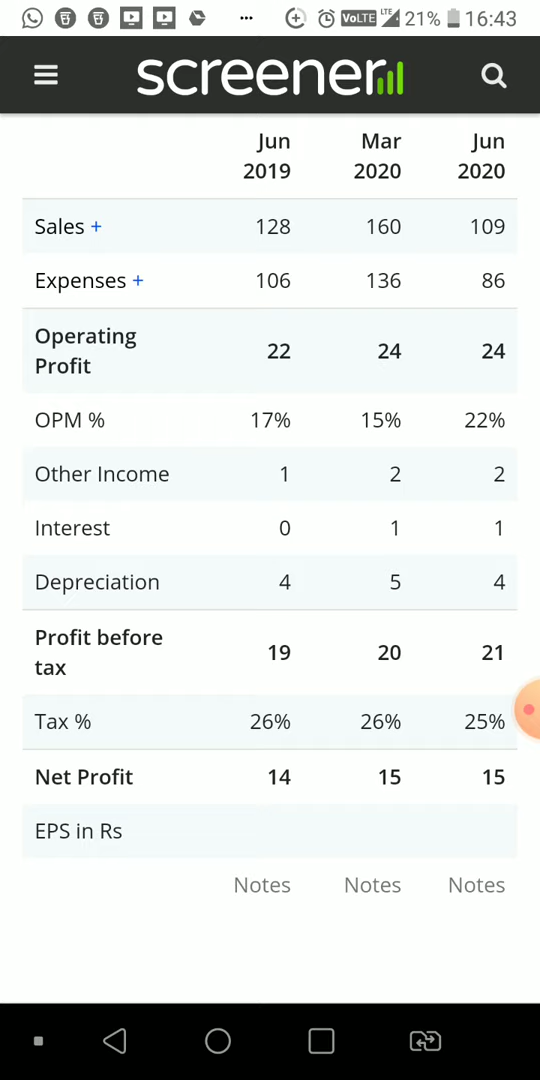 VoLTE LTE 21% 16:43
screener
Jun Mar Jun
2019 2020 2020
Sales + 128 160 109
Expenses + 106 136 86
Operating
Profit 22 24 24
OPM % 17% 15% 22%
Other Income 1 2 2
Interest 0 1 1
Depreciation 4 5 4
Profit before
tax 19 20 21
Tax % 26% 26% 25%
Net Profit 14 15 15
EPS in Rs
Notes Notes Notes